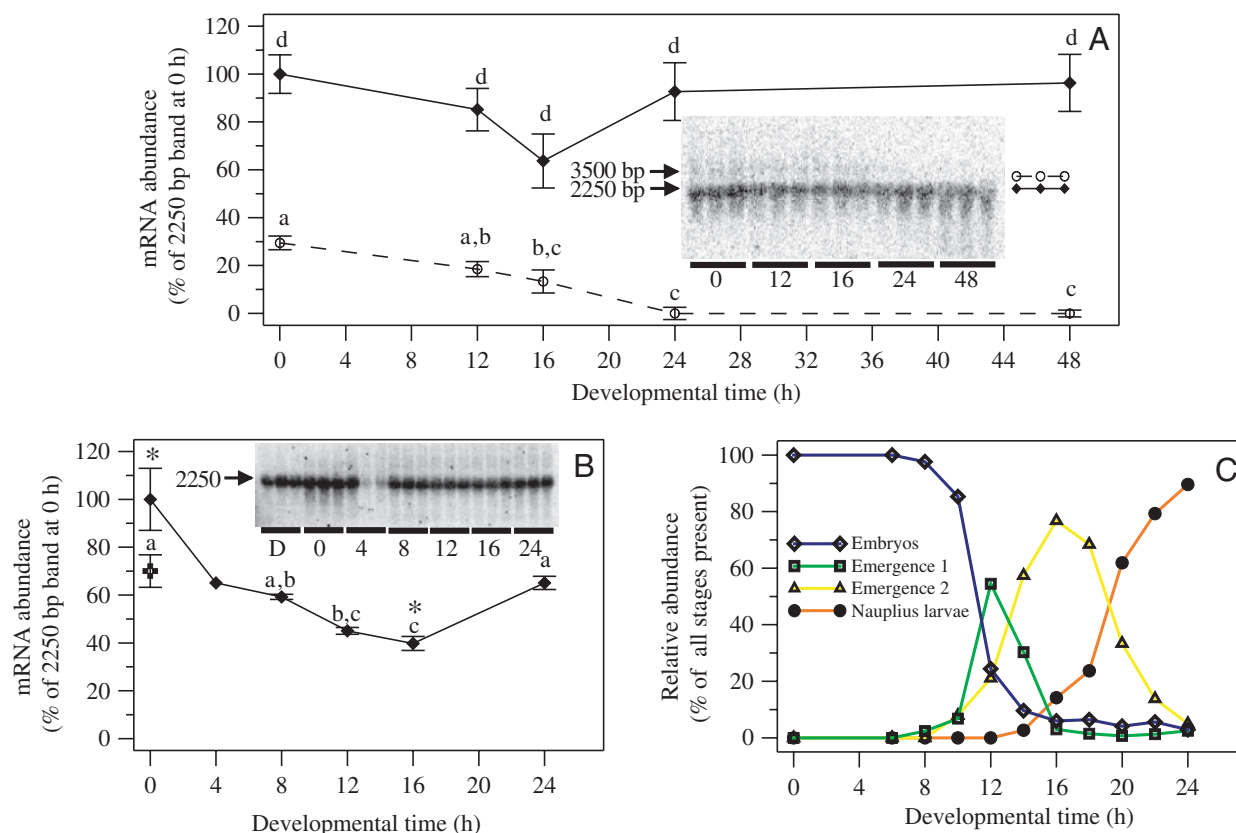 A
mRNA abundance
(% of 2250 bp band at 0 h)
120
100
80
60
40
20
0
d
d
d
d
d
a
a,b
b,c
c
c
3500 bp
2250 bp
0 12 16 24 48
0 4 8 12 16 20 24 28 32 36 40 44 48
Developmental time (h)
B
mRNA abundance
(% of 2250 bp band at 0 h)
120
100
80
60
40
20
0
*
a
a,b
b,c
*
c
a
2250
D 0 4 8 12 16 24
0 4 8 12 16 20 24
Developmental time (h)
C
Relative abundance
(% of all stages present)
100
80
60
40
20
0
Embryos
Emergence 1
Emergence 2
Nauplius larvae
0 4 8 12 16 20 24
Developmental time (h)